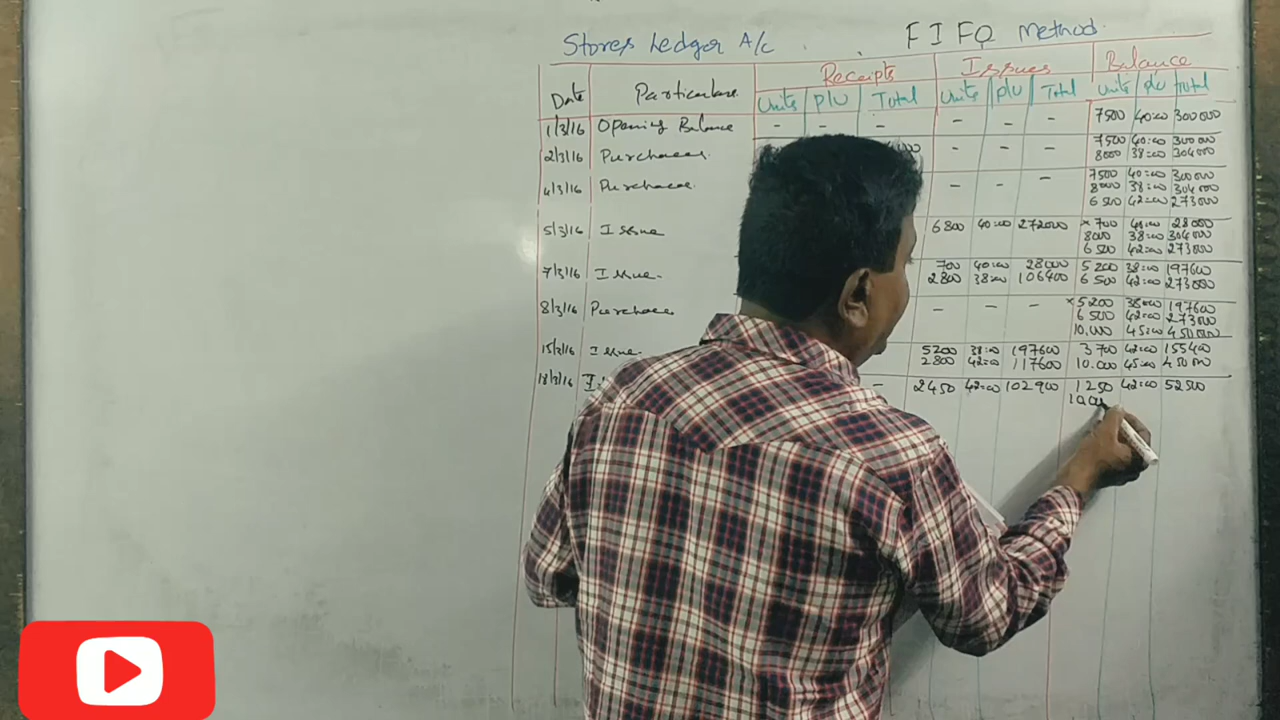 Stores Ledger A/c FIFO Method
Date Particulars Receipts Issues Balance
Units P/U Total Units P/U Total Units P/U Total
1/3/16 Opening Balance - - - - - - 7500 40=00 300000
2/3/16 Purchases - - - 7500 40=00 300000
8000 38=00 304000
4/3/16 Purchases - - - 7500 40=00 300000
8000 38=00 304000
6500 42=00 273000
5/3/16 Issue 6800 40=00 272000 × 700 40=00 28000
8000 38=00 304000
6500 42=00 273000
7/3/16 Issue 700 40=00 28000 5200 38=00 197600
2800 38=00 106400 6500 42=00 273000
8/3/16 Purchases - - - × 5200 38=00 197600
6500 42=00 273000
10.000 45=00 450000
15/3/16 Issue 5200 38=00 197600 3700 42=00 155400
2800 42=00 117600 10.000 45=00 450000
18/3/16 - 2450 42=00 102900 1250 42=00 52500